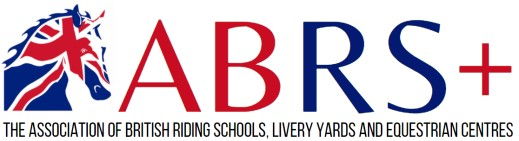 ABRS+
THE ASSOCIATION OF BRITISH RIDING SCHOOLS, LIVERY YARDS AND EQUESTRIAN CENTRES